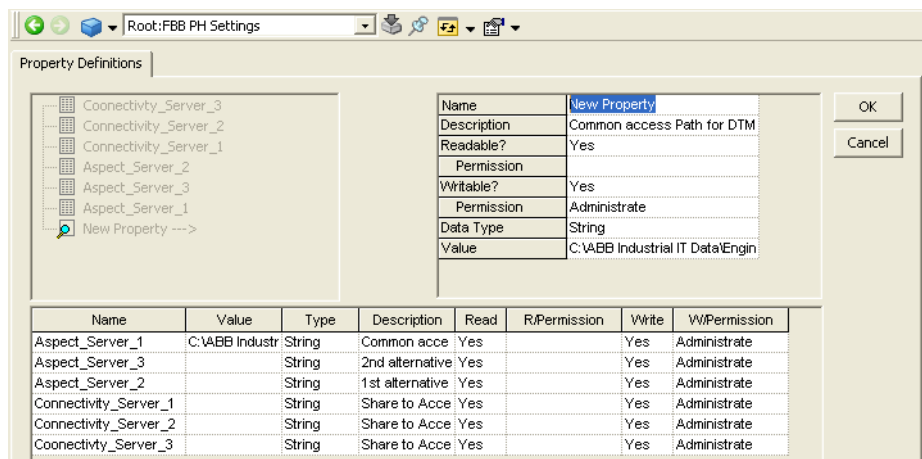 Root:FBB PH Settings
Property Definitions
Coonectivty_Server_3
Connectivity_Server_2
Connectivity_Server_1
Aspect_Server_2
Aspect_Server_3
Aspect_Server_1
New Property --->
Name New Property
Description Common access Path for DTM
Readable? Yes
Permission
Writable? Yes
Permission Administrate
Data Type String
Value C:\ABB Industrial IT Data\Engin
OK
Cancel
Name Value Type Description Read R/Permission Write W/Permission
Aspect_Server_1 C:\ABB Industr String Common acce Yes Yes Administrate
Aspect_Server_3 String 2nd alternative Yes Yes Administrate
Aspect_Server_2 String 1st alternative Yes Yes Administrate
Connectivity_Server_1 String Share to Acce Yes Yes Administrate
Connectivity_Server_2 String Share to Acce Yes Yes Administrate
Coonectivty_Server_3 String Share to Acce Yes Yes Administrate